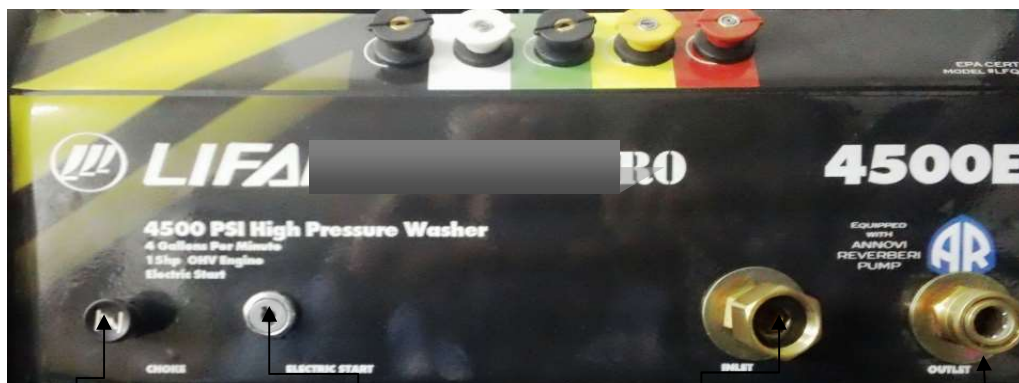 EPA CERT
MODEL #LFQ
LIFA RO 4500E
4500 PSI High Pressure Washer
4 Gallons Per Minute
15hp OHV Engine
Electric Start
EQUIPPED
WITH
ANNOVI
REVERBERI
PUMP
AR
CHOKE
ELECTRIC START
INLET
OUTLET